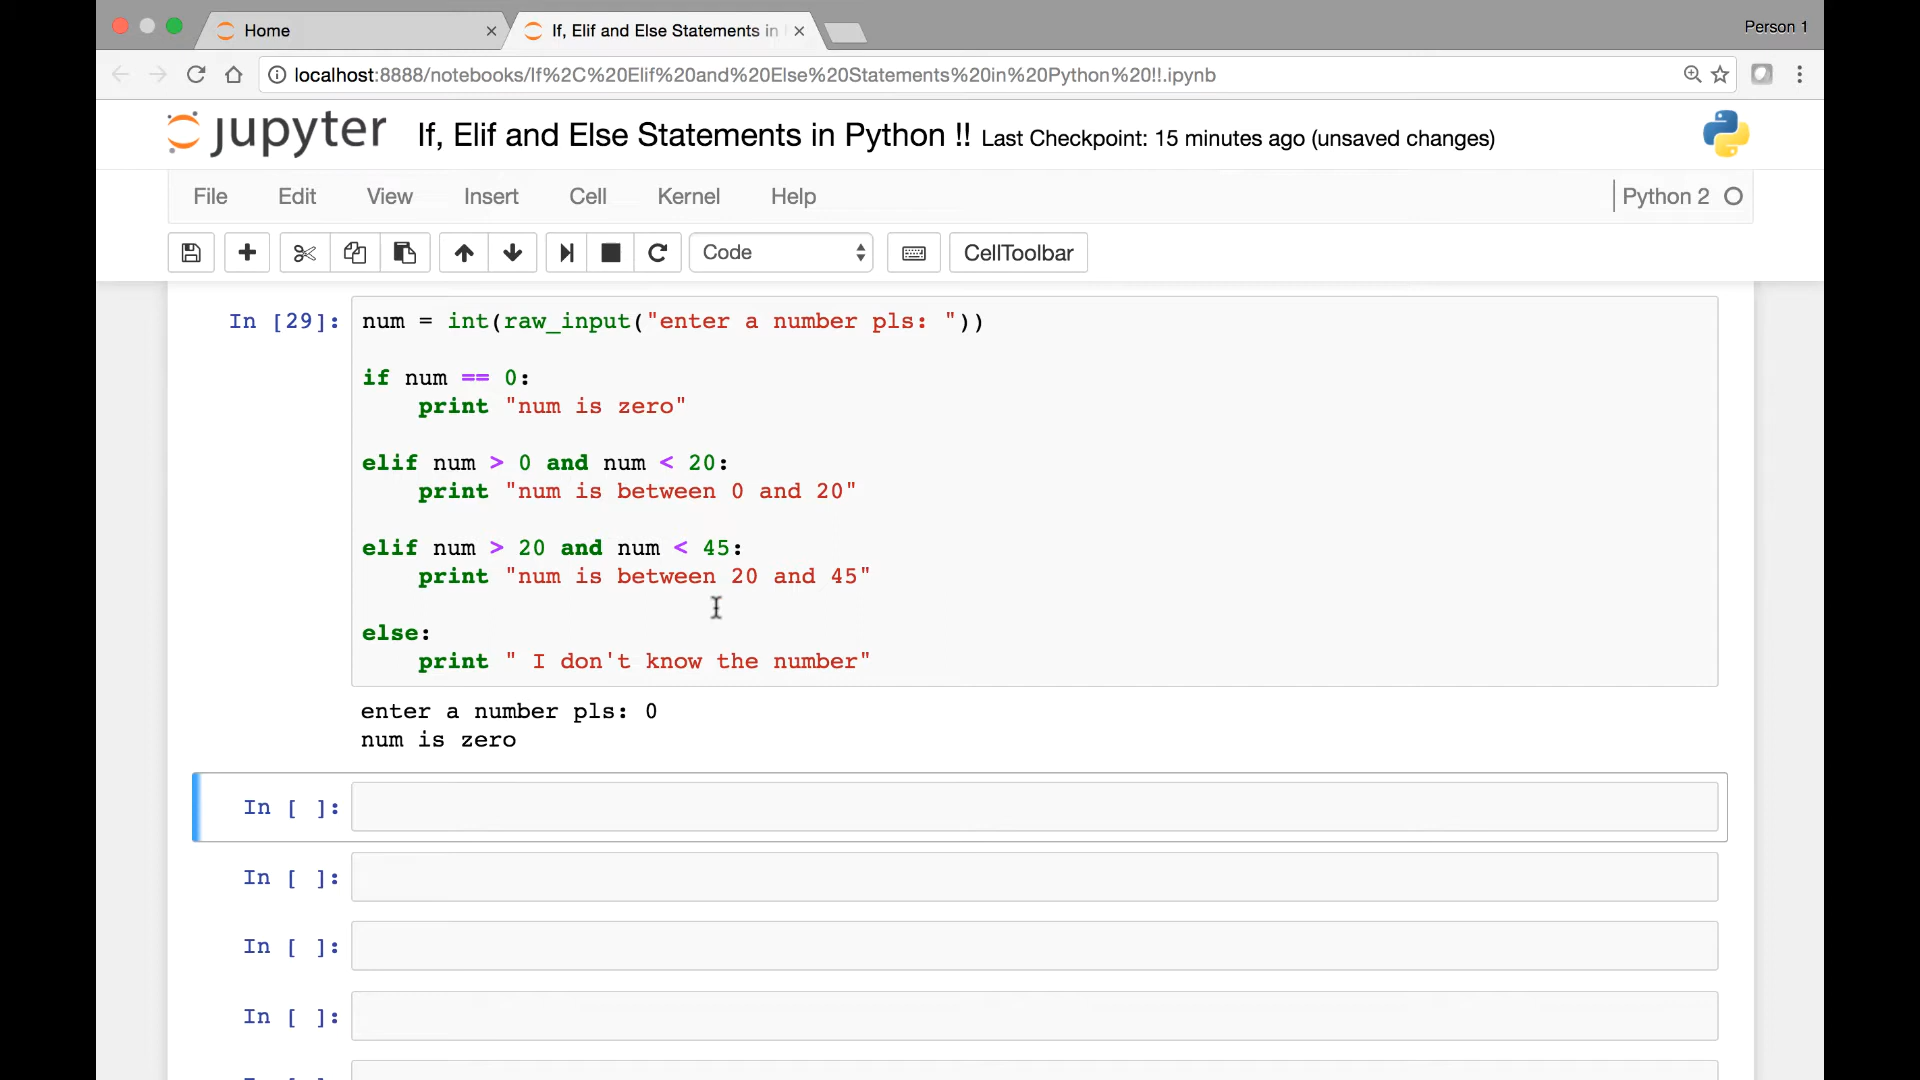 Home
If, Elif and Else Statements in
Person 1
localhost:8888/notebooks/If%2C%20Elif%20and%20Else%20Statements%20in%20Python%20!!.ipynb
jupyter If, Elif and Else Statements in Python !! Last Checkpoint: 15 minutes ago (unsaved changes)
File Edit View Insert Cell Kernel Help Python 2
Code CellToolbar
In [29]: num = int(raw_input("enter a number pls: "))
if num == 0:
    print "num is zero"
elif num > 0 and num < 20:
    print "num is between 0 and 20"
elif num > 20 and num < 45:
    print "num is between 20 and 45"
else:
    print " I don't know the number"
enter a number pls: 0
num is zero
In [ ]:
In [ ]:
In [ ]:
In [ ]: